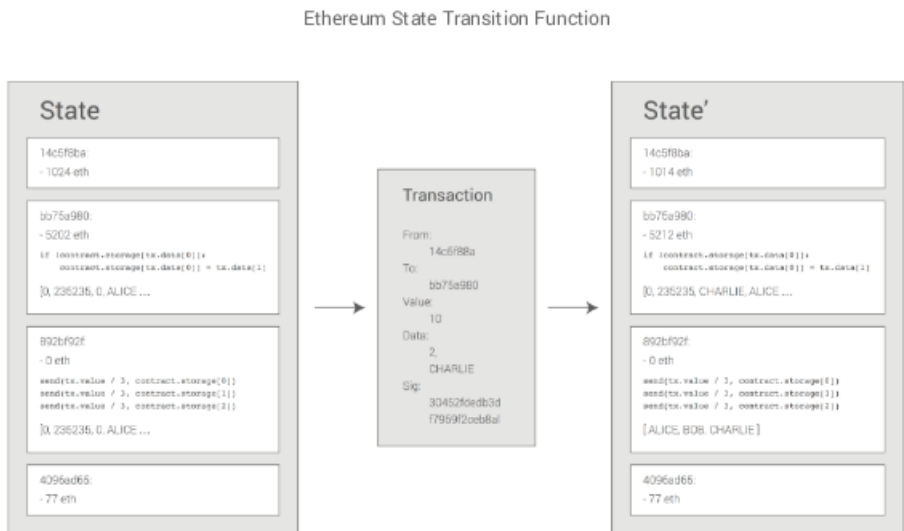 Ethereum State Transition Function
State
14c5f8ba:
- 1024 eth
bb75a980:
- 5202 eth
if !contract.storage[tx.data[0]]:
contract.storage[tx.data[0]] = tx.data[1]
[0, 235235, 0, ALICE ....
892bf92f:
- 0 eth
send(tx.value / 3, contract.storage[0])
send(tx.value / 3, contract.storage[1])
send(tx.value / 3, contract.storage[2])
[0, 235235, 0, ALICE ....
4096ad65:
- 77 eth
Transaction
From:
14c5f88a
To:
bb75a980
Value:
10
Data:
2,
CHARLIE
Sig:
30452fdedb3d
f7959f2ceb8a1
State’
14c5f8ba:
- 1014 eth
bb75a980:
- 5212 eth
if !contract.storage[tx.data[0]]:
contract.storage[tx.data[0]] = tx.data[1]
[0, 235235, CHARLIE, ALICE ....
892bf92f:
- 0 eth
send(tx.value / 3, contract.storage[0])
send(tx.value / 3, contract.storage[1])
send(tx.value / 3, contract.storage[2])
[ ALICE, BOB, CHARLIE ]
4096ad65:
- 77 eth